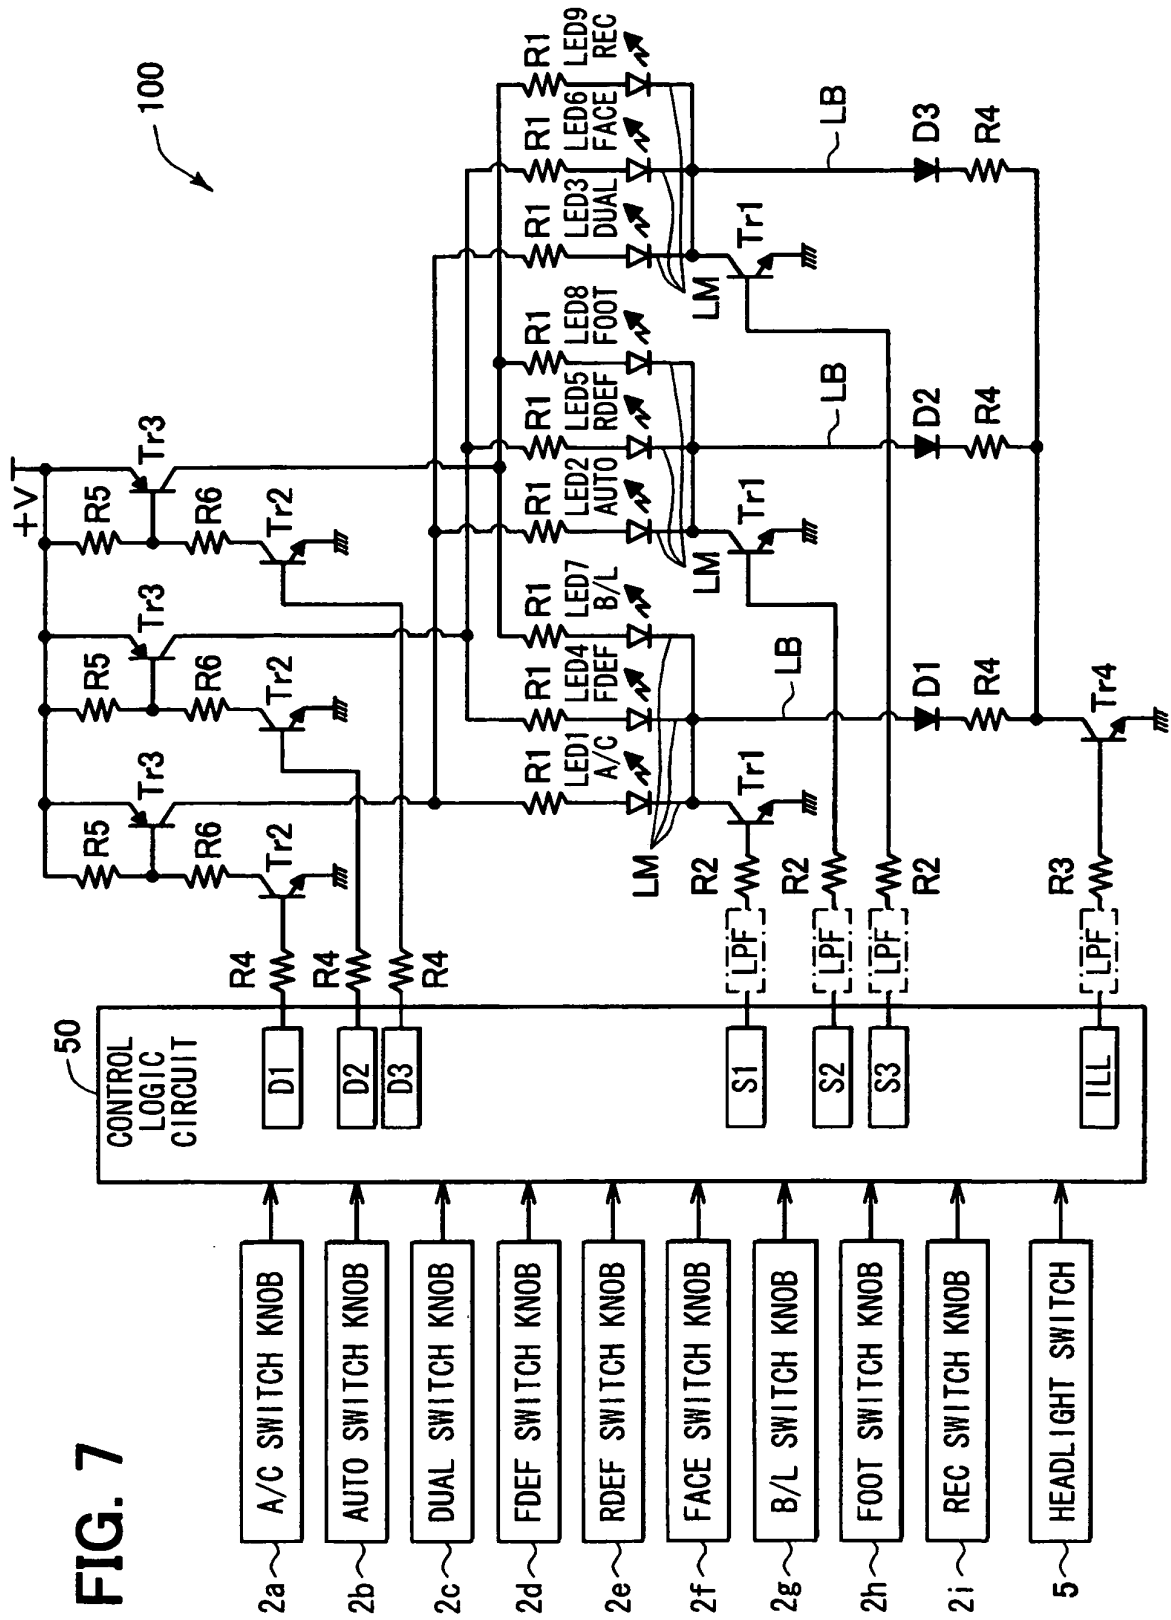 FIG. 7
100
+V
R5
R5
R5
Tr3
Tr3
Tr3
R6
R6
R6
Tr2
Tr2
Tr2
R4
R4
R4
50
CONTROL
LOGIC
CIRCUIT
D1
D2
D3
S1
S2
S3
ILL
2a
A/C SWITCH KNOB
2b
AUTO SWITCH KNOB
2c
DUAL SWITCH KNOB
2d
FDEF SWITCH KNOB
2e
RDEF SWITCH KNOB
2f
FACE SWITCH KNOB
2g
B/L SWITCH KNOB
2h
FOOT SWITCH KNOB
2i
REC SWITCH KNOB
5
HEADLIGHT SWITCH
R1
R1
R1
R1
R1
R1
R1
R1
R1
LED1
A/C
LED4
FDEF
LED7
B/L
LED2
AUTO
LED5
RDEF
LED8
FOOT
LED3
DUAL
LED6
FACE
LED9
REC
LM
LM
LM
LPF
LPF
LPF
LPF
R2
R2
R2
R3
Tr1
Tr1
Tr1
LB
LB
LB
D1
D2
D3
R4
R4
R4
Tr4